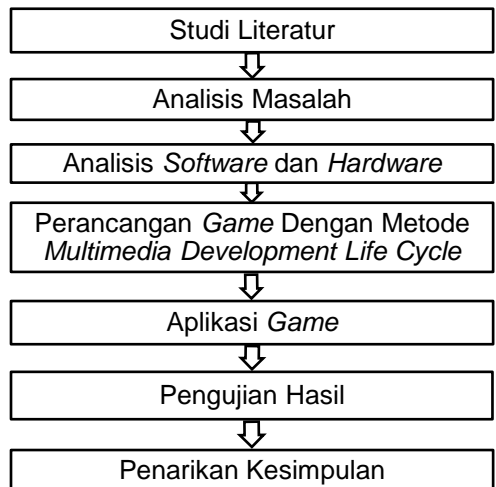 Studi Literatur
Analisis Masalah
Analisis Software dan Hardware
Perancangan Game Dengan Metode
Multimedia Development Life Cycle
Aplikasi Game
Pengujian Hasil
Penarikan Kesimpulan